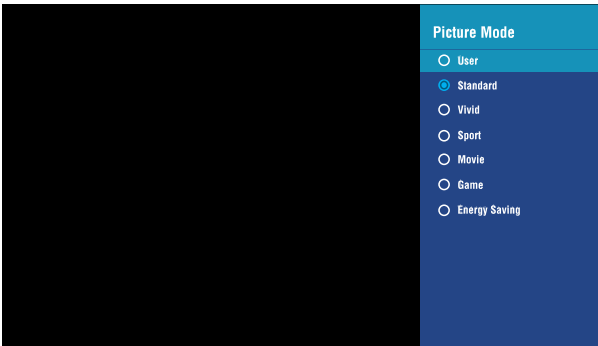 Picture Mode
User
Standard
Vivid
Sport
Movie
Game
Energy Saving